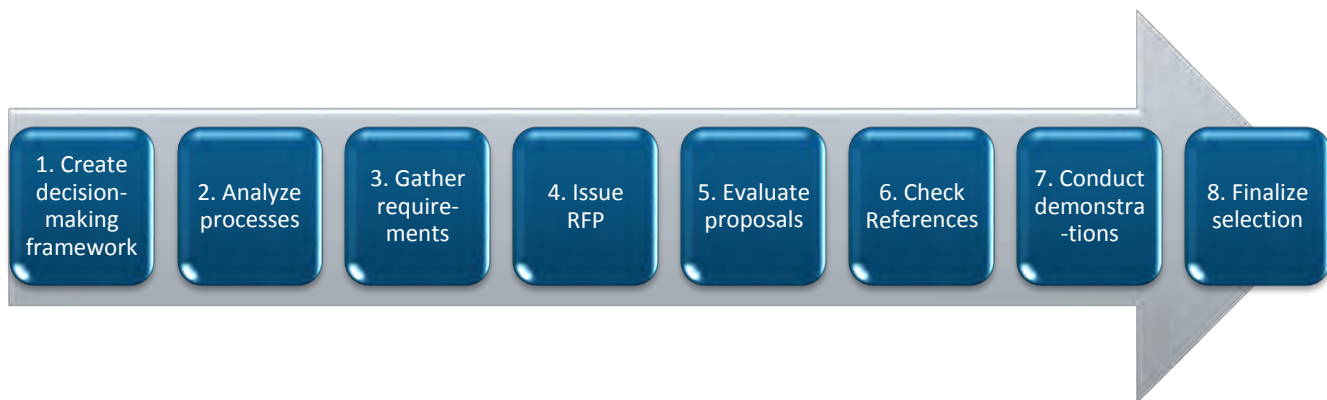 1. Create
decision-
making
framework
2. Analyze
processes
3. Gather
require-
ments
4. Issue
RFP
5. Evaluate
proposals
6. Check
References
7. Conduct
demonstra
-tions
8. Finalize
selection